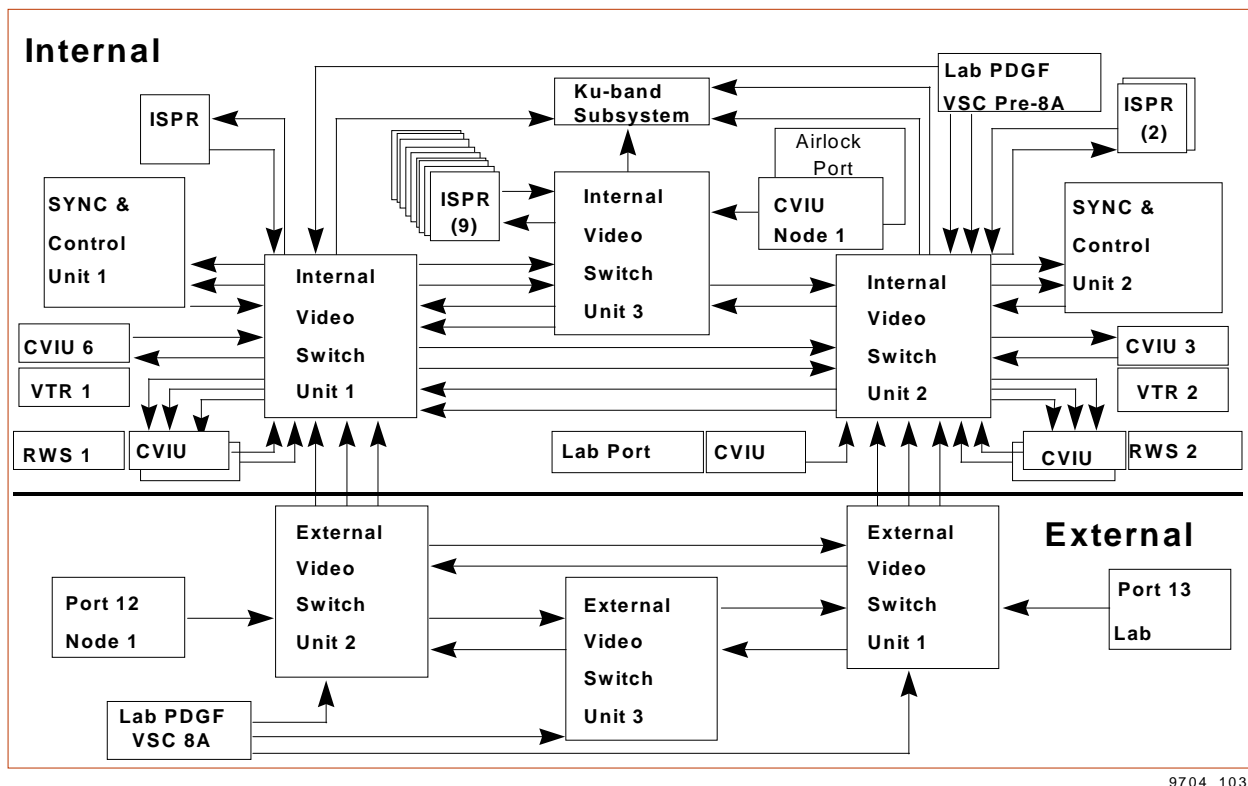 Internal
Lab PDGF
VSC Pre-8A
ISPR
(2)
Ku-band
Subsystem
ISPR
Airlock
Port
ISPR
(9)
Internal
Video
Switch
Unit 3
CVIU
Node 1
SYNC &
Control
Unit 1
SYNC &
Control
Unit 2
Internal
Video
Switch
Unit 1
Internal
Video
Switch
Unit 2
CVIU 6
VTR 1
CVIU 3
VTR 2
RWS 1
CVIU
Lab Port
CVIU
CVIU
RWS 2
External
External
Video
Switch
Unit 2
External
Video
Switch
Unit 1
External
Video
Switch
Unit 3
Port 12
Node 1
Port 13
Lab
Lab PDGF
VSC 8A
9704_103